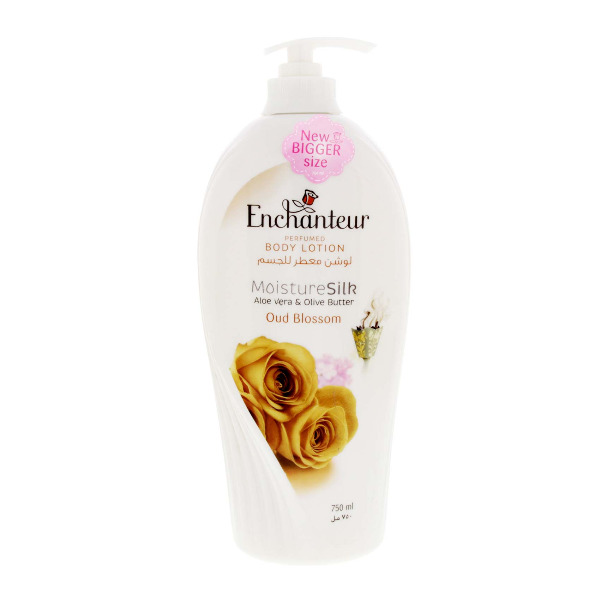 New
BIGGER
size
Enchanteur
PERFUMED
BODY LOTION
لوشن معطر للجسم
MoistureSilk
Aloe vera & Olive Butter
Oud Blossom
750 ml
٧٥٠ مل